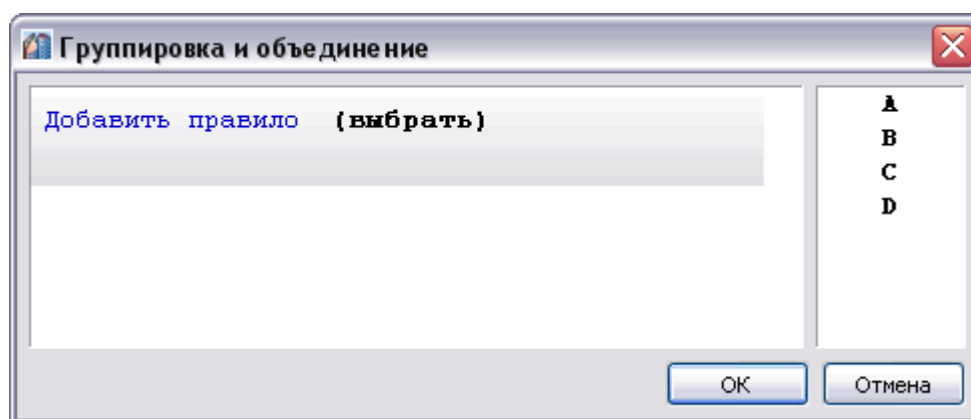 Группировка и объединение
Добавить правило (выбрать)
A
B
C
D
OK
Отмена